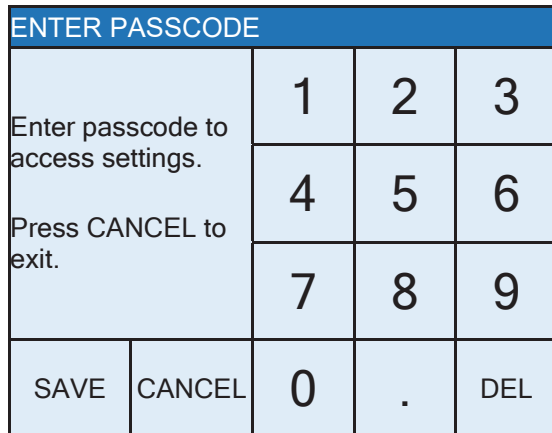 ENTER PASSCODE
Enter passcode to
access settings.
Press CANCEL to
exit.
1 2 3
4 5 6
7 8 9
SAVE CANCEL 0 . DEL